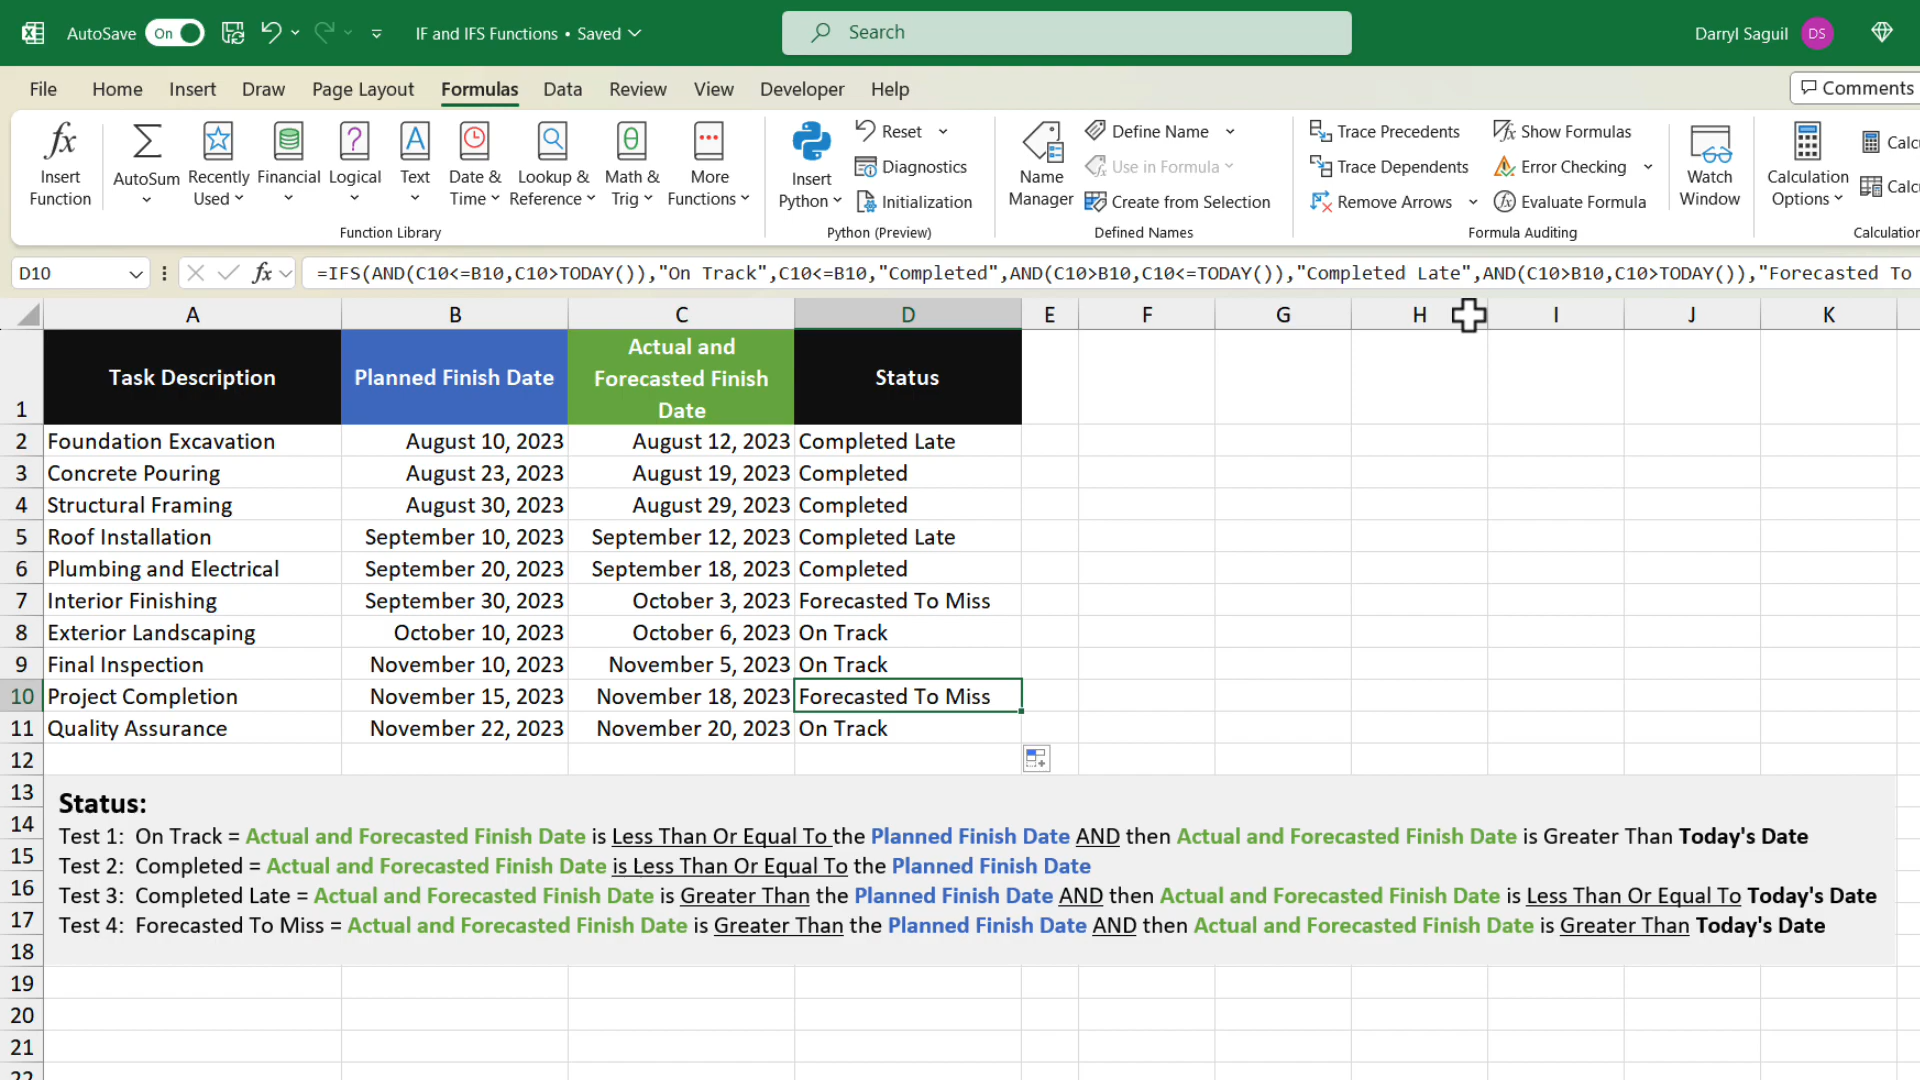 AutoSave On IF and IFS Functions • Saved Search Darryl Saguil DS
File Home Insert Draw Page Layout Formulas Data Review View Developer Help Comments
Insert Function
AutoSum
Recently Used
Financial
Logical
Text
Date & Time
Lookup & Reference
Math & Trig
More Functions
Function Library
Insert Python
Reset
Diagnostics
Initialization
Python (Preview)
Name Manager
Define Name
Use in Formula
Create from Selection
Defined Names
Trace Precedents
Trace Dependents
Remove Arrows
Show Formulas
Error Checking
Evaluate Formula
Formula Auditing
Watch Window
Calculation Options
Calcu
Calc
Calculation
D10 fx =IFS(AND(C10<=B10,C10>TODAY()),"On Track",C10<=B10,"Completed",AND(C10>B10,C10<=TODAY()),"Completed Late",AND(C10>B10,C10>TODAY()),"Forecasted To
A B C D E F G H I J K
1 Task Description Planned Finish Date Actual and Forecasted Finish Date Status
2 Foundation Excavation August 10, 2023 August 12, 2023 Completed Late
3 Concrete Pouring August 23, 2023 August 19, 2023 Completed
4 Structural Framing August 30, 2023 August 29, 2023 Completed
5 Roof Installation September 10, 2023 September 12, 2023 Completed Late
6 Plumbing and Electrical September 20, 2023 September 18, 2023 Completed
7 Interior Finishing September 30, 2023 October 3, 2023 Forecasted To Miss
8 Exterior Landscaping October 10, 2023 October 6, 2023 On Track
9 Final Inspection November 10, 2023 November 5, 2023 On Track
10 Project Completion November 15, 2023 November 18, 2023 Forecasted To Miss
11 Quality Assurance November 22, 2023 November 20, 2023 On Track
12
13 Status:
14 Test 1: On Track = Actual and Forecasted Finish Date is Less Than Or Equal To the Planned Finish Date AND then Actual and Forecasted Finish Date is Greater Than Today's Date
15 Test 2: Completed = Actual and Forecasted Finish Date is Less Than Or Equal To the Planned Finish Date
16 Test 3: Completed Late = Actual and Forecasted Finish Date is Greater Than the Planned Finish Date AND then Actual and Forecasted Finish Date is Less Than Or Equal To Today's Date
17 Test 4: Forecasted To Miss = Actual and Forecasted Finish Date is Greater Than the Planned Finish Date AND then Actual and Forecasted Finish Date is Greater Than Today's Date
18
19
20
21
22